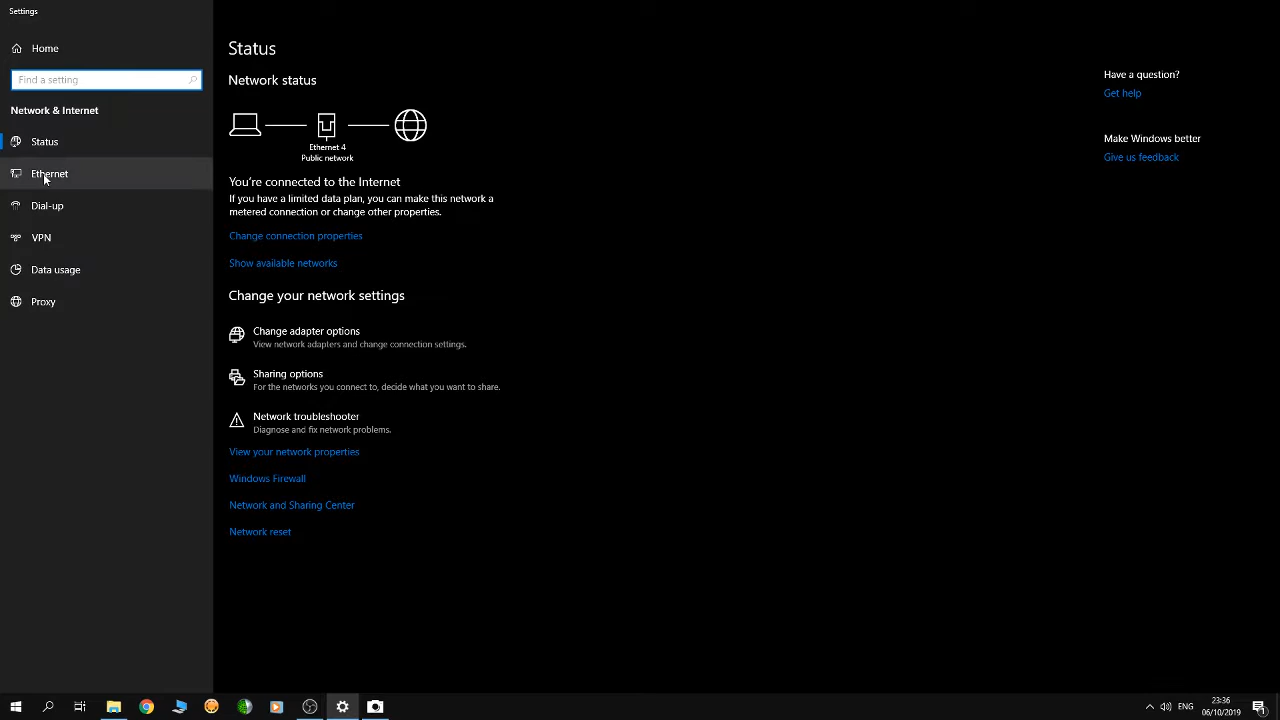 Settings
Home
Find a setting
Network & Internet
Status
Ethernet
Dial-up
VPN
Data usage
Proxy
Status
Network status
Ethernet 4
Public network
You're connected to the Internet
If you have a limited data plan, you can make this network a
metered connection or change other properties.
Change connection properties
Show available networks
Change your network settings
Change adapter options
View network adapters and change connection settings.
Sharing options
For the networks you connect to, decide what you want to share.
Network troubleshooter
Diagnose and fix network problems.
View your network properties
Windows Firewall
Network and Sharing Center
Network reset
Have a question?
Get help
Make Windows better
Give us feedback
ENG
23:36
06/10/2019